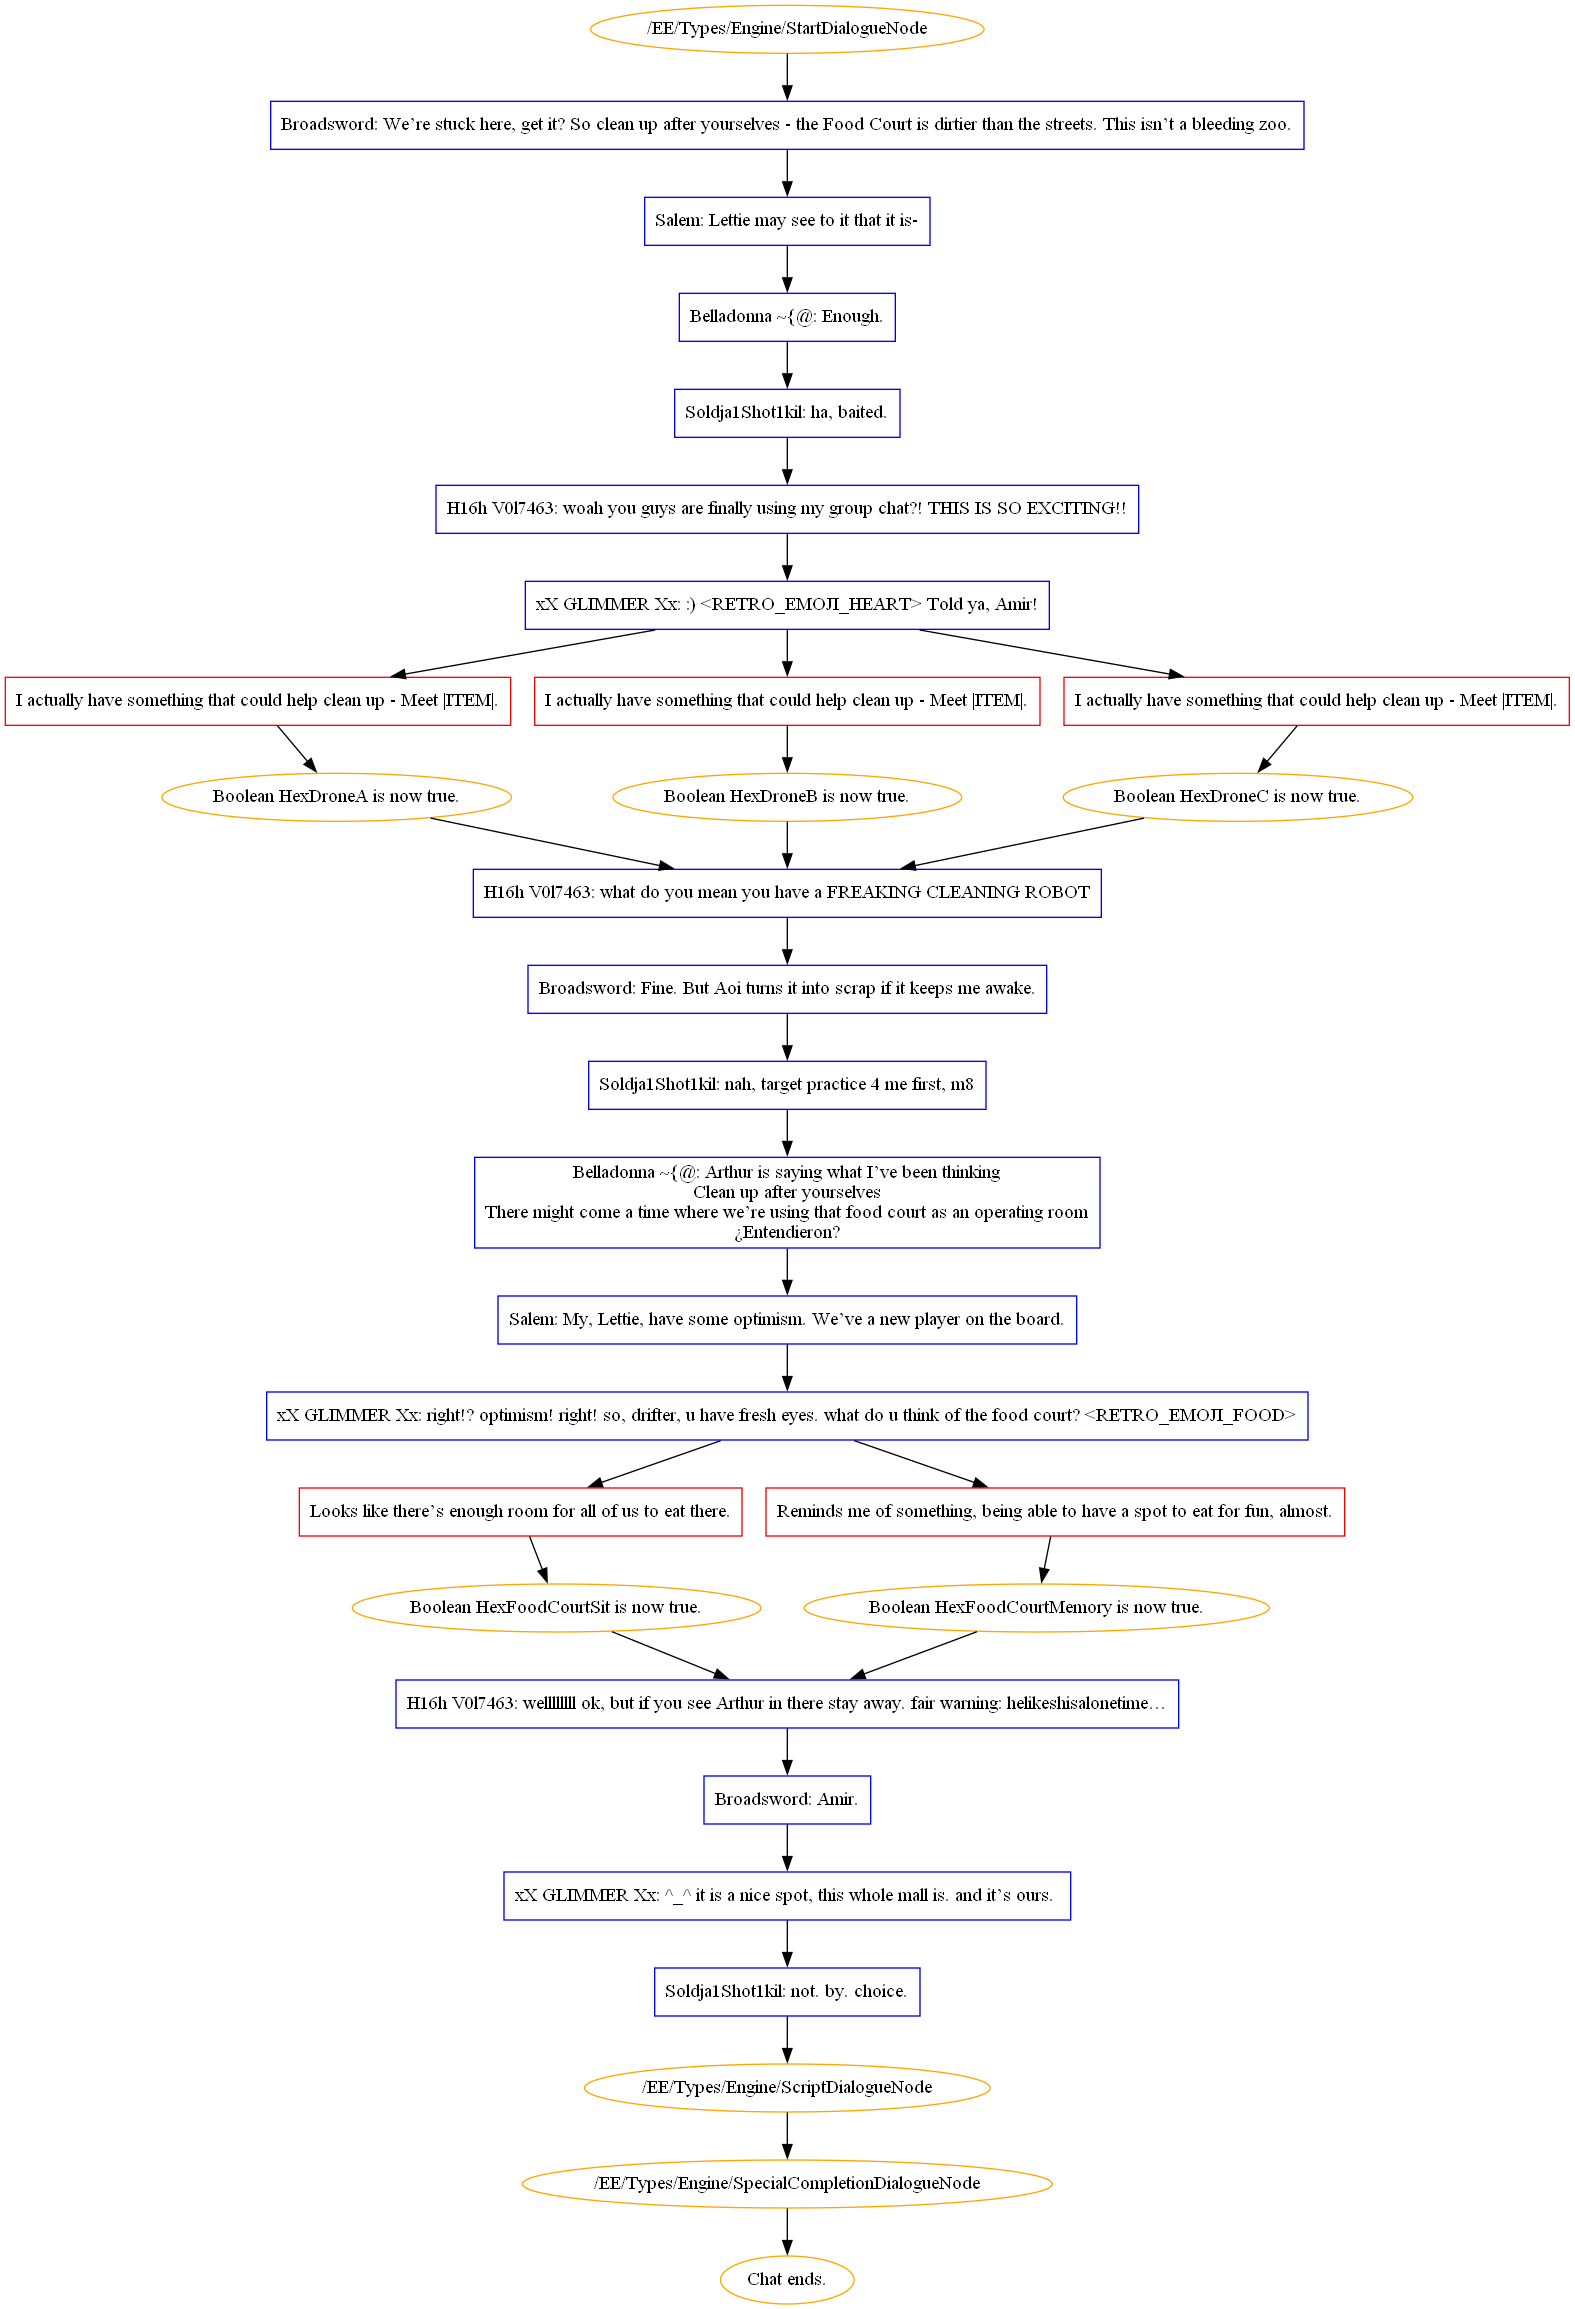 /EE/Types/Engine/StartDialogueNode
Broadsword: We're stuck here, get it? So clean up after yourselves - the Food Court is dirtier than the streets. This isn't a bleeding zoo.
Salem: Lettie may see to it that it is-
Belladonna ~{@: Enough.
Soldja1Shot1kil: ha, baited.
H16h V0l7463: woah you guys are finally using my group chat?! THIS IS SO EXCITING!!
xX GLIMMER Xx: :) <RETRO_EMOJI_HEART> Told ya, Amir!
I actually have something that could help clean up - Meet |ITEM|.
I actually have something that could help clean up - Meet |ITEM|.
I actually have something that could help clean up - Meet |ITEM|.
Boolean HexDroneA is now true.
Boolean HexDroneB is now true.
Boolean HexDroneC is now true.
H16h V0l7463: what do you mean you have a FREAKING CLEANING ROBOT
Broadsword: Fine. But Aoi turns it into scrap if it keeps me awake.
Soldja1Shot1kil: nah, target practice 4 me first, m8
Belladonna ~{@: Arthur is saying what I've been thinking
Clean up after yourselves
There might come a time where we're using that food court as an operating room
¿Entendieron?
Salem: My, Lettie, have some optimism. We've a new player on the board.
xX GLIMMER Xx: right!? optimism! right! so, drifter, u have fresh eyes. what do u think of the food court? <RETRO_EMOJI_FOOD>
Looks like there's enough room for all of us to eat there.
Reminds me of something, being able to have a spot to eat for fun, almost.
Boolean HexFoodCourtSit is now true.
Boolean HexFoodCourtMemory is now true.
H16h V0l7463: wellllllll ok, but if you see Arthur in there stay away. fair warning: helikeshisalonetime…
Broadsword: Amir.
xX GLIMMER Xx: ^_^ it is a nice spot, this whole mall is. and it's ours.
Soldja1Shot1kil: not. by. choice.
/EE/Types/Engine/ScriptDialogueNode
/EE/Types/Engine/SpecialCompletionDialogueNode
Chat ends.